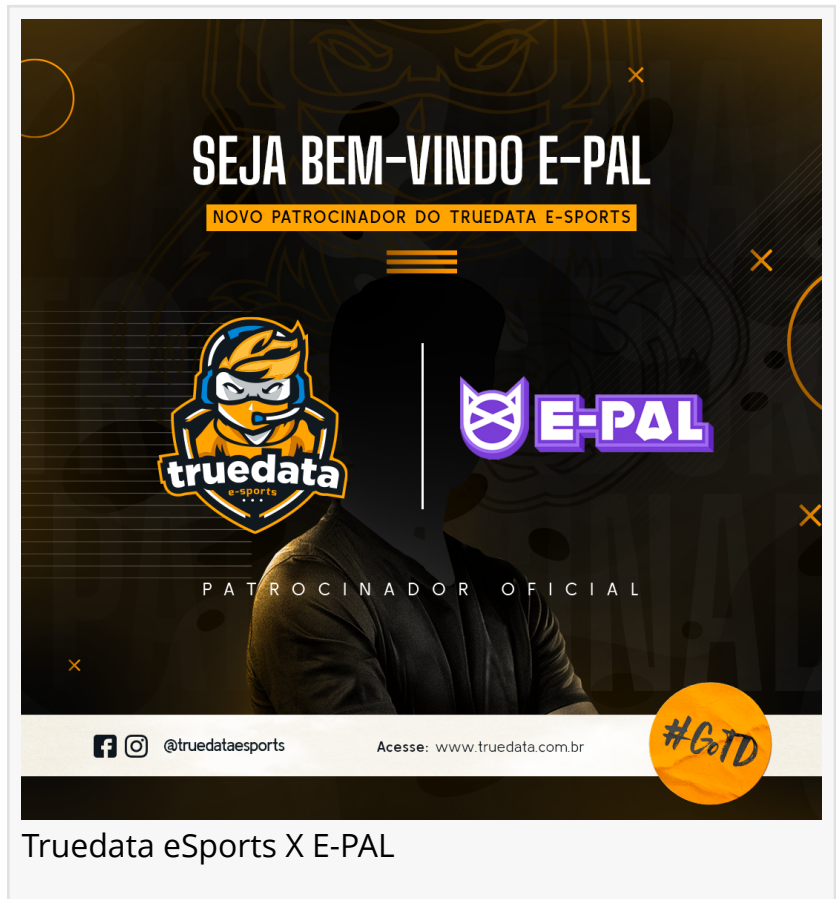 SEJA BEM-VINDO E-PAL
NOVO PATROCINADOR DO TRUEDATA E-SPORTS
truedata
e-sports
E-PAL
PATROCINADOR OFICIAL
@truedataesports
Acesse: www.truedata.com.br
#GoTD
Truedata eSports X E-PAL